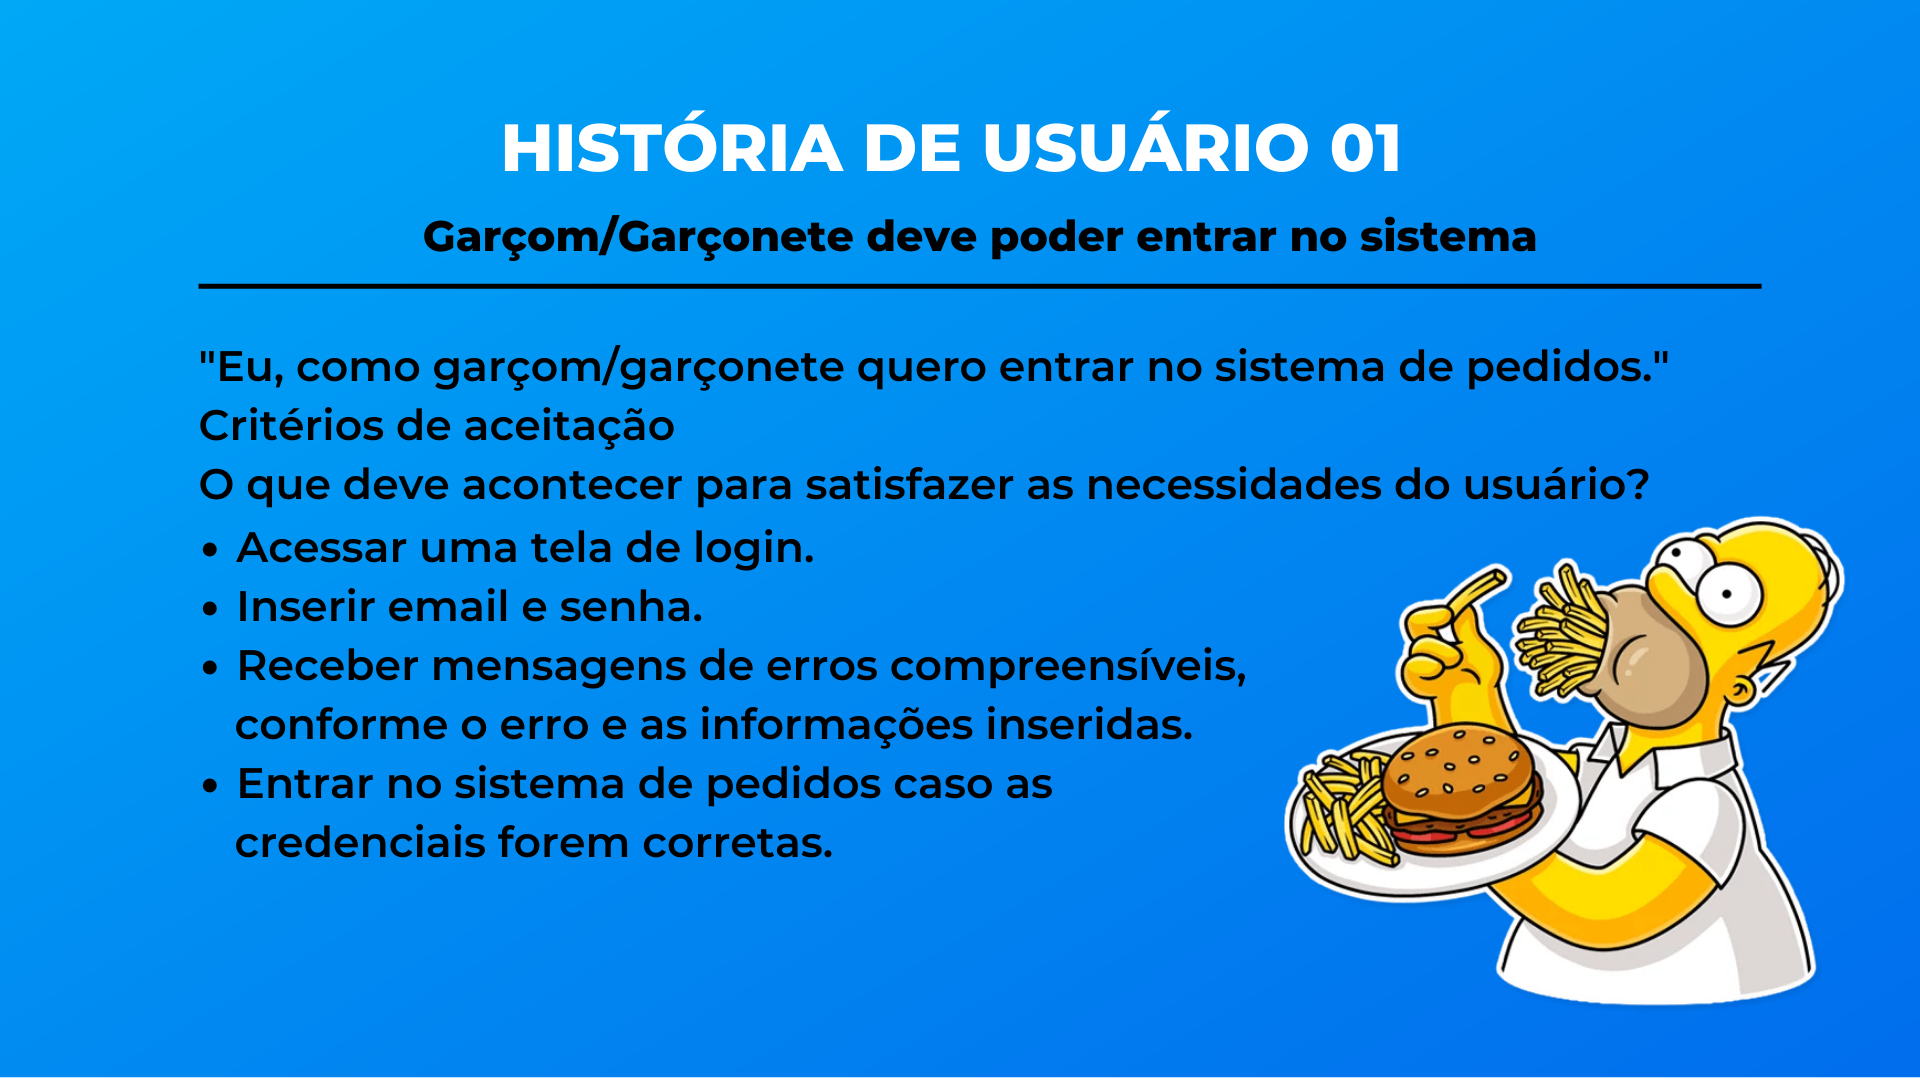 HISTÓRIA DE USUÁRIO 01
Garçom/Garçonete deve poder entrar no sistema
"Eu, como garçom/garçonete quero entrar no sistema de pedidos."
Critérios de aceitação
O que deve acontecer para satisfazer as necessidades do usuário?
• Acessar uma tela de login.
• Inserir email e senha.
• Receber mensagens de erros compreensíveis,
conforme o erro e as informações inseridas.
• Entrar no sistema de pedidos caso as
credenciais forem corretas.